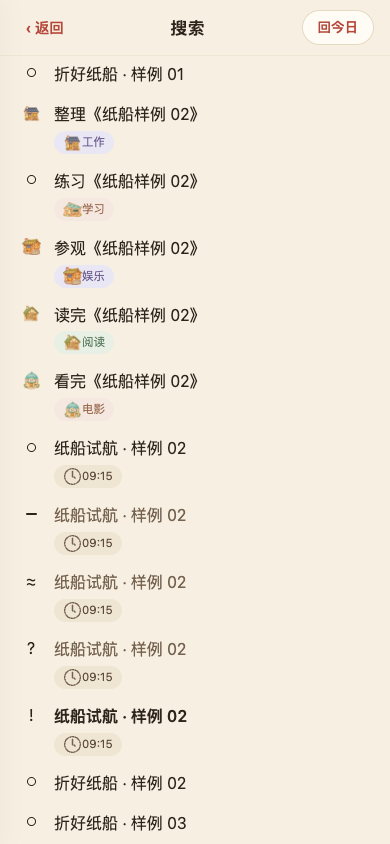 ‹ 返回
搜索
回今日
○ 折好纸船 · 样例 01
整理《纸船样例 02》
工作
○ 练习《纸船样例 02》
学习
参观《纸船样例 02》
娱乐
读完《纸船样例 02》
阅读
看完《纸船样例 02》
电影
○ 纸船试航 · 样例 02
09:15
– 纸船试航 · 样例 02
09:15
≈ 纸船试航 · 样例 02
09:15
? 纸船试航 · 样例 02
09:15
! 纸船试航 · 样例 02
09:15
○ 折好纸船 · 样例 02
○ 折好纸船 · 样例 03